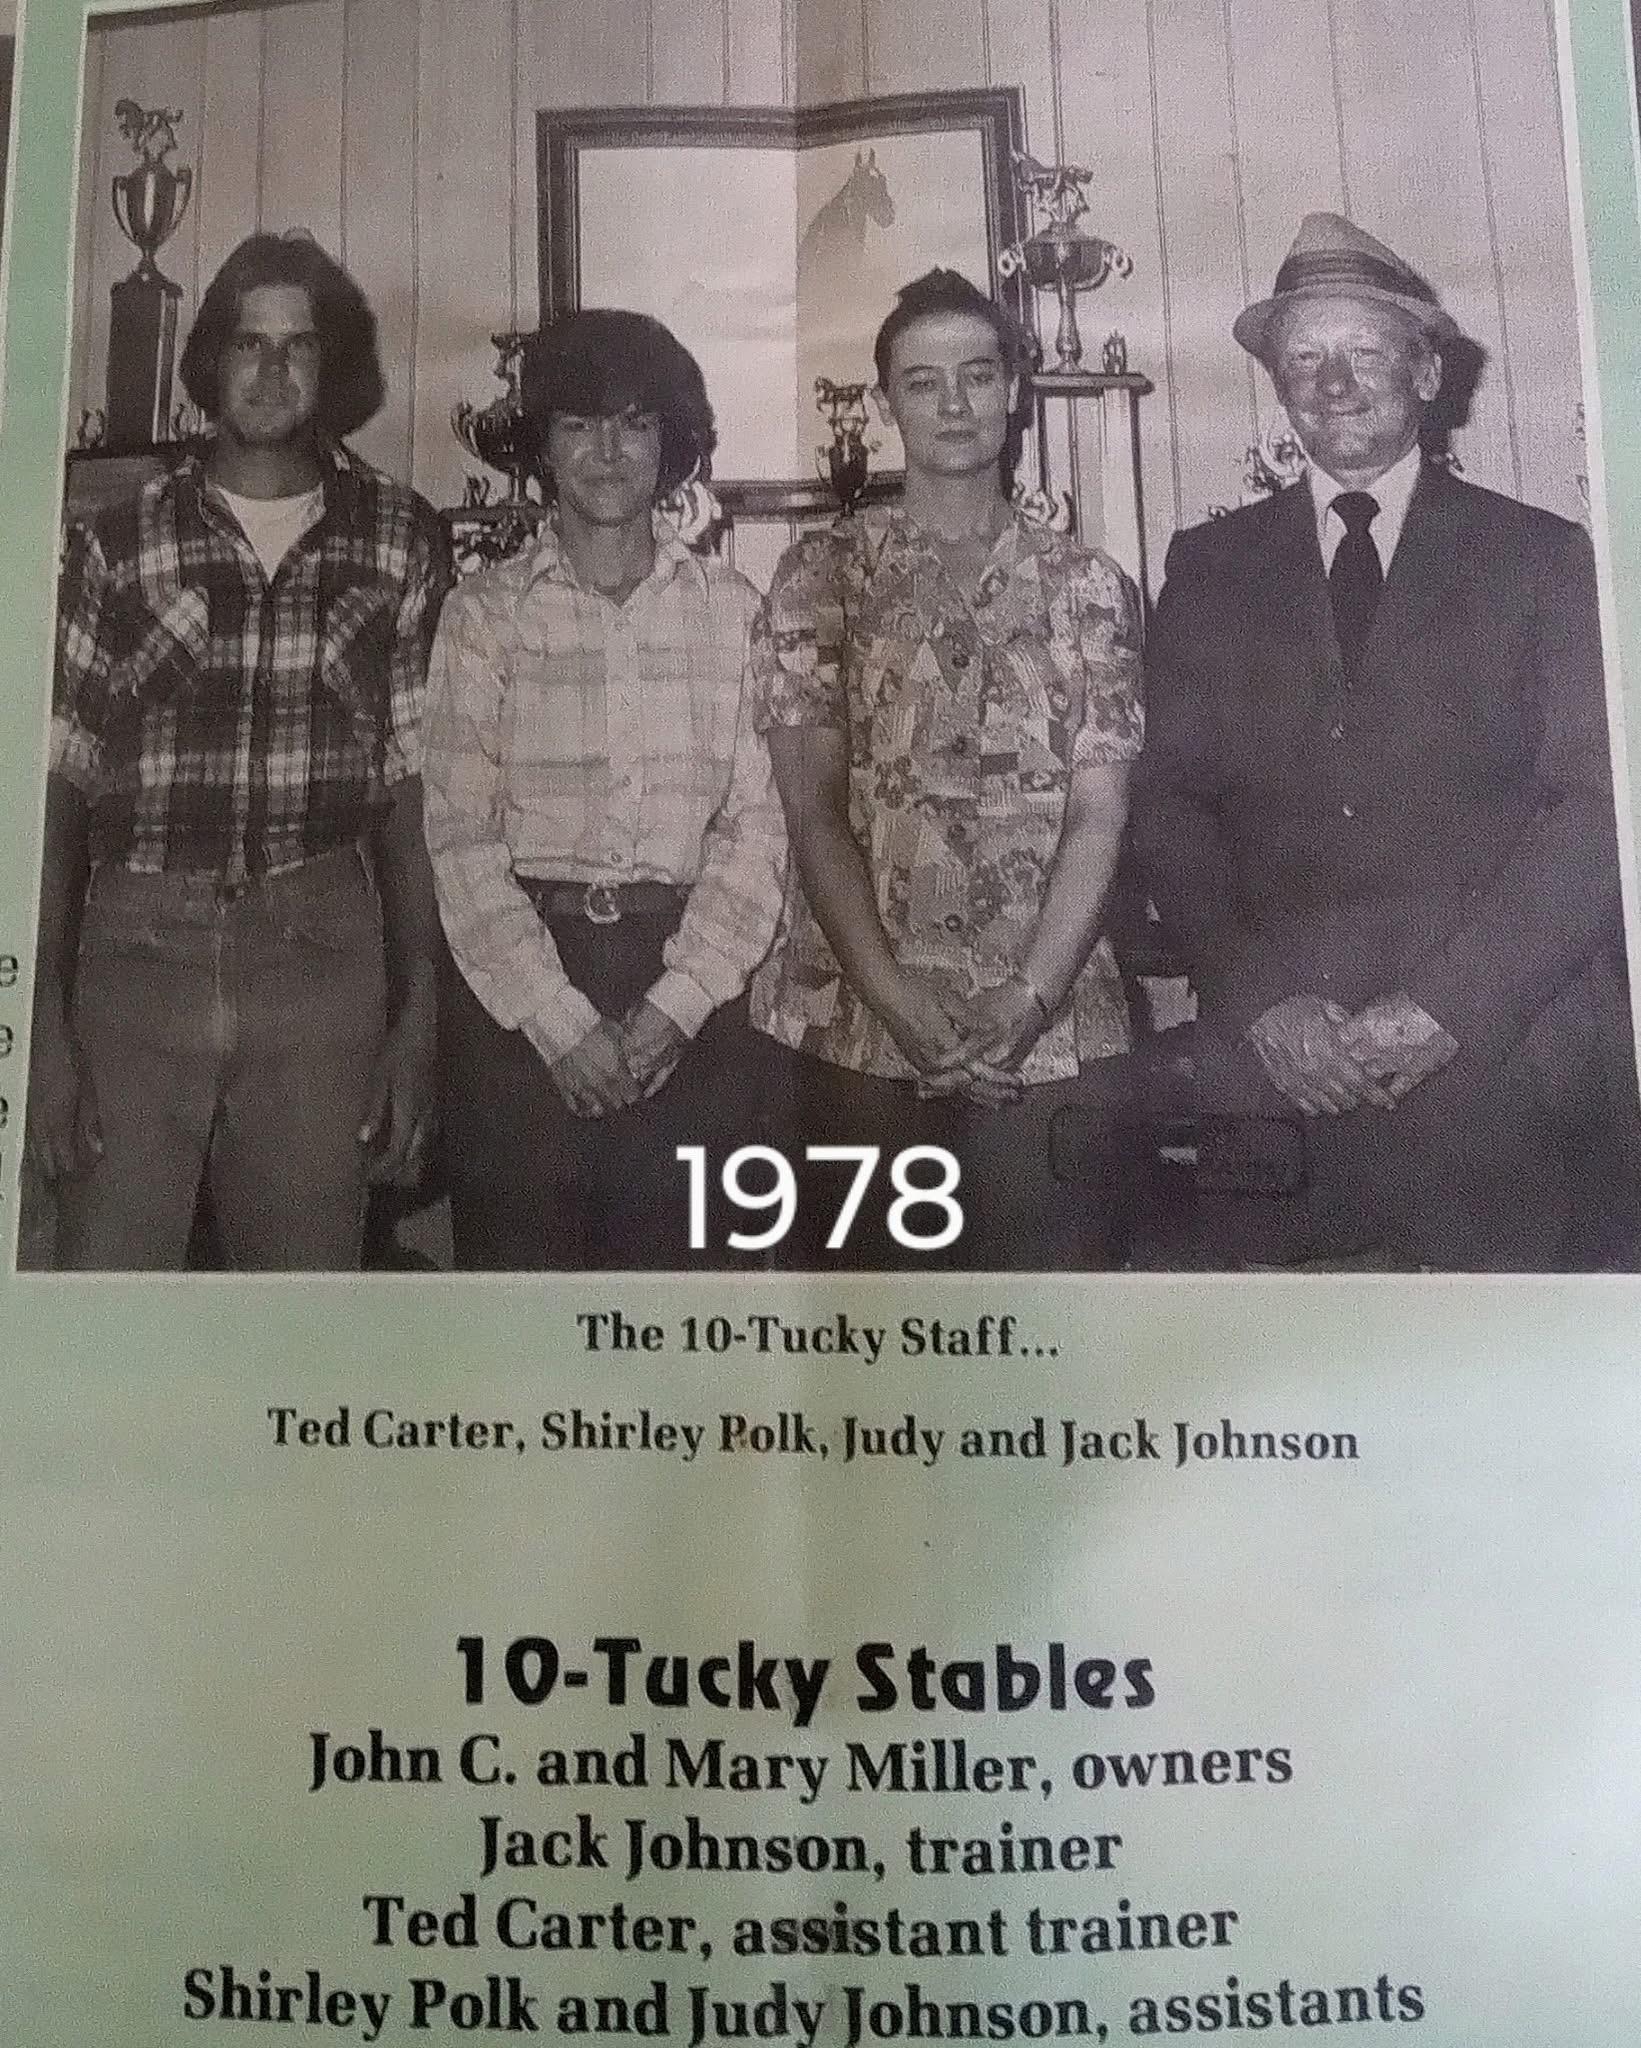 1978
The 10-Tucky Staff...
Ted Carter, Shirley Polk, Judy and Jack Johnson
10-Tucky Stables
John C. and Mary Miller, owners
Jack Johnson, trainer
Ted Carter, assistant trainer
Shirley Polk and Judy Johnson, assistants